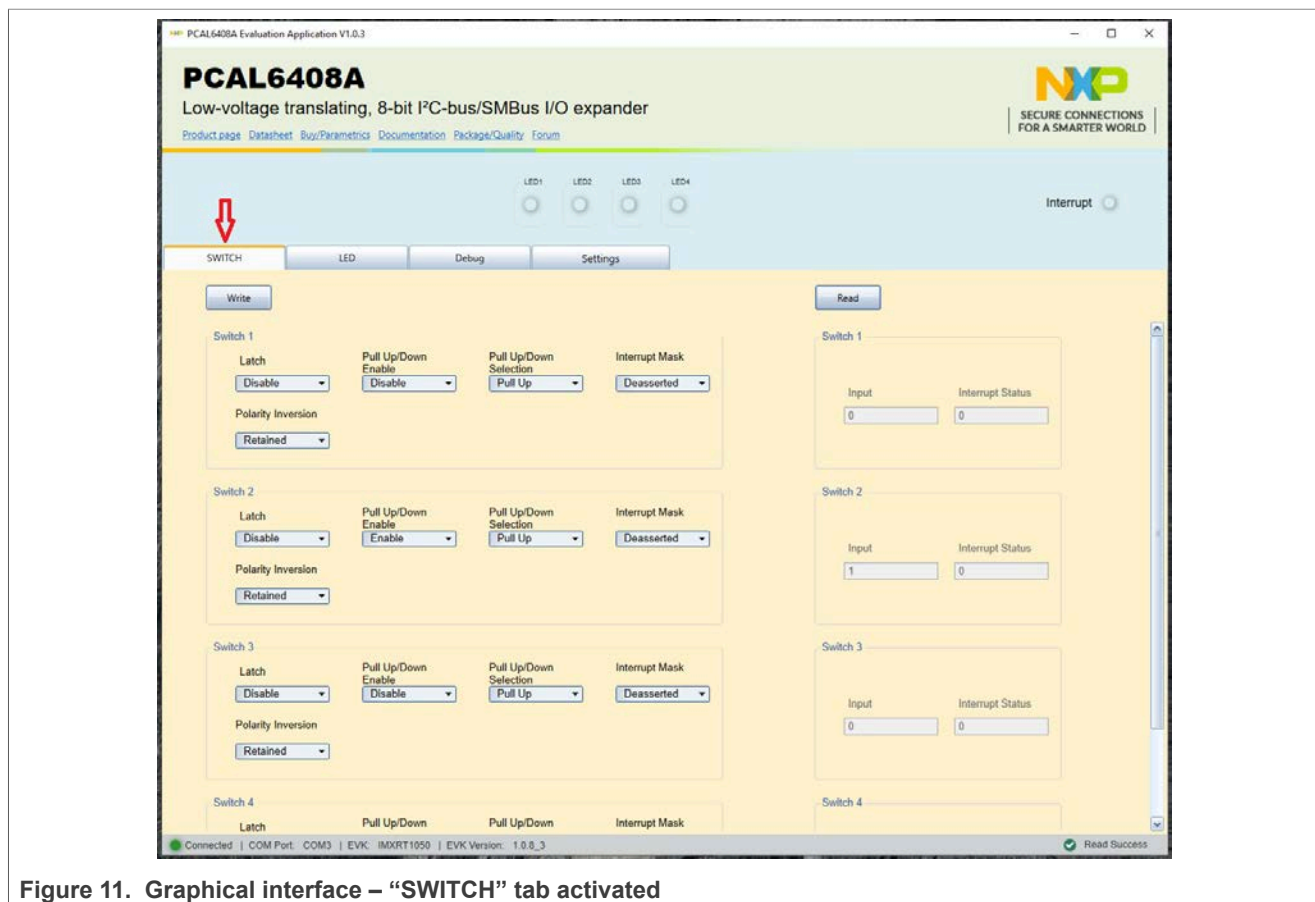 PCAL6408A Evaluation Application V1.0.3
PCAL6408A
Low-voltage translating, 8-bit I²C-bus/SMBus I/O expander
Product page Datasheet Buy/Parametrics Documentation Package/Quality Forum
NXP
SECURE CONNECTIONS
FOR A SMARTER WORLD
LED1 LED2 LED3 LED4
Interrupt
SWITCH LED Debug Settings
Write Read
Switch 1
Latch Pull Up/Down Enable Pull Up/Down Selection Interrupt Mask
Disable Disable Pull Up Deasserted
Polarity Inversion
Retained
Switch 1
Input Interrupt Status
0 0
Switch 2
Latch Pull Up/Down Enable Pull Up/Down Selection Interrupt Mask
Disable Enable Pull Up Deasserted
Polarity Inversion
Retained
Switch 2
Input Interrupt Status
1 0
Switch 3
Latch Pull Up/Down Enable Pull Up/Down Selection Interrupt Mask
Disable Disable Pull Up Deasserted
Polarity Inversion
Retained
Switch 3
Input Interrupt Status
0 0
Switch 4
Latch Pull Up/Down Pull Up/Down Interrupt Mask
Switch 4
Connected | COM Port: COM3 | EVK: IMXRT1050 | EVK Version: 1.0.8_3 Read Success
Figure 11. Graphical interface – “SWITCH” tab activated